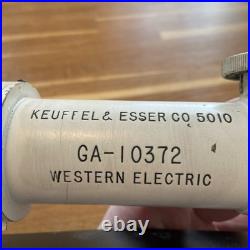 KEUFFEL & ESSER CO 5010
GA-10372
WESTERN ELECTRIC